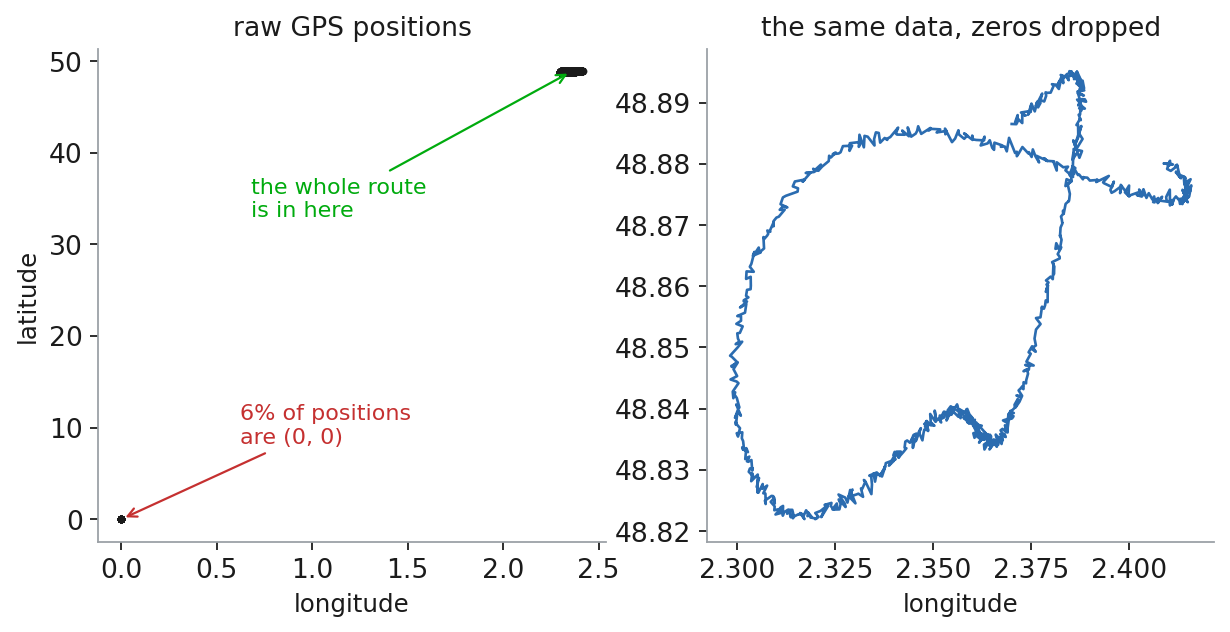 raw GPS positions
50
40
30
20
10
0
latitude
the whole route
is in here
6% of positions
are (0, 0)
0.0 0.5 1.0 1.5 2.0 2.5
longitude
the same data, zeros dropped
48.89
48.88
48.87
48.86
48.85
48.84
48.83
48.82
2.300 2.325 2.350 2.375 2.400
longitude